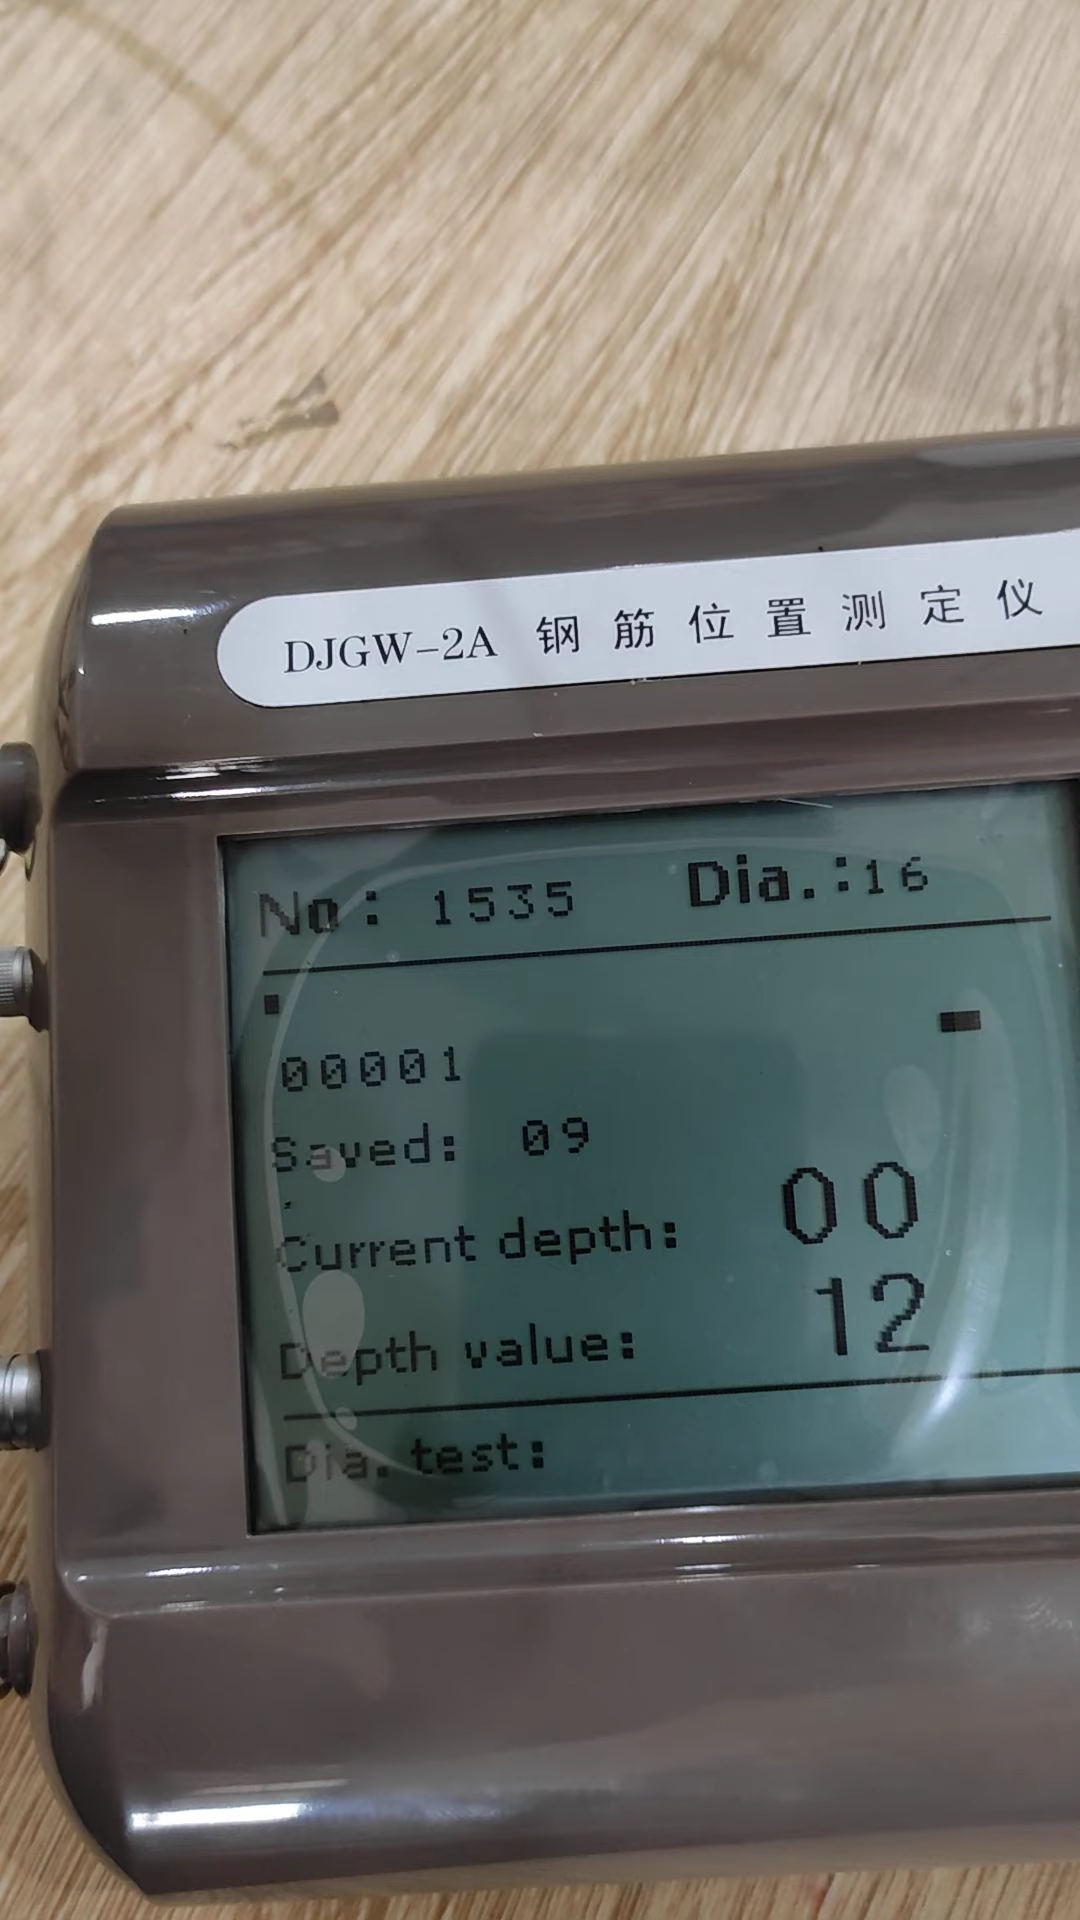 DJGW-2A 钢筋位置测定仪
No: 1535 Dia.:16
00001
Saved: 09
Current depth: 00
Depth value: 12
Dia. test: